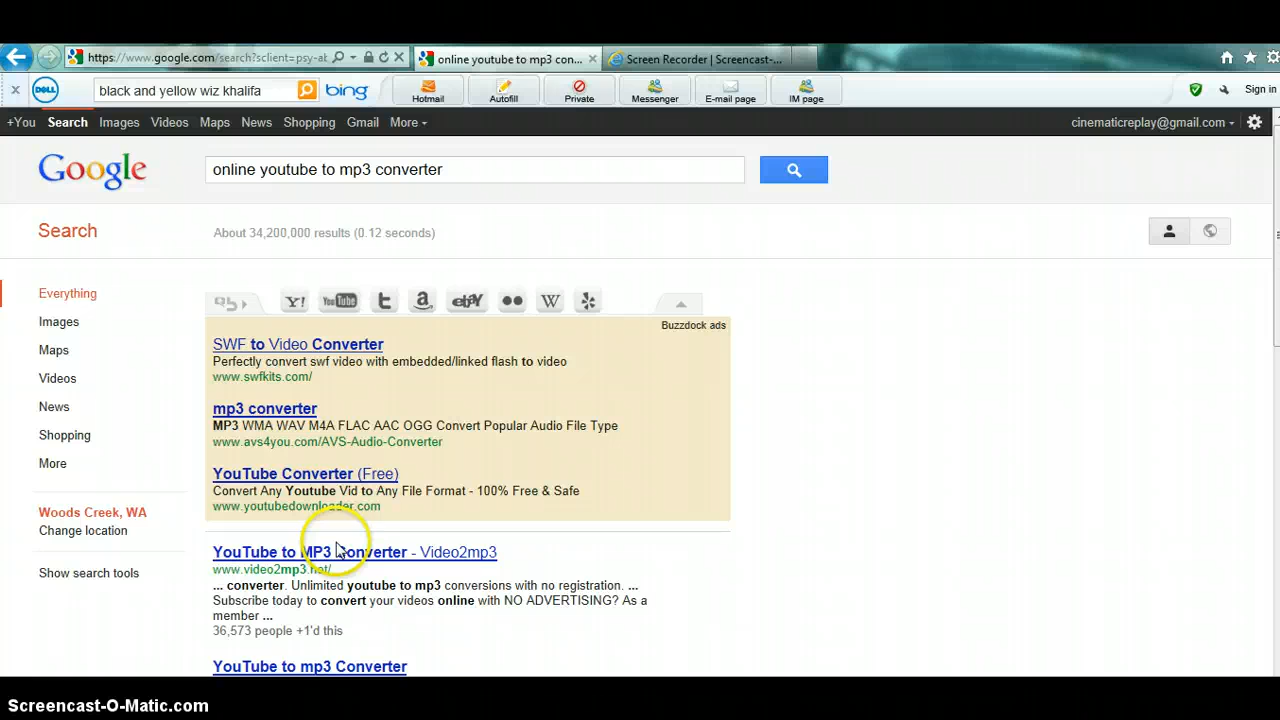 https://www.google.com/search?sclient=psy-ab
online youtube to mp3 con...
Screen Recorder | Screencast-...
DELL
black and yellow wiz khalifa
bing
Hotmail
Autofill
Private
Messenger
E-mail page
IM page
Sign in
+You Search Images Videos Maps News Shopping Gmail More
cinematicreplay@gmail.com
Google
online youtube to mp3 converter
Search
About 34,200,000 results (0.12 seconds)
Everything
Images
Maps
Videos
News
Shopping
More
Woods Creek, WA
Change location
Show search tools
Y! YouTube t a ebY W
Buzzdock ads
SWF to Video Converter
Perfectly convert swf video with embedded/linked flash to video
www.swfkits.com/
mp3 converter
MP3 WMA WAV M4A FLAC AAC OGG Convert Popular Audio File Type
www.avs4you.com/AVS-Audio-Converter
YouTube Converter (Free)
Convert Any Youtube Vid to Any File Format - 100% Free & Safe
www.youtubedownloader.com
YouTube to MP3 Converter - Video2mp3
www.video2mp3.net/
... converter. Unlimited youtube to mp3 conversions with no registration. ...
Subscribe today to convert your videos online with NO ADVERTISING? As a
member ...
36,573 people +1'd this
YouTube to mp3 Converter
Screencast-O-Matic.com